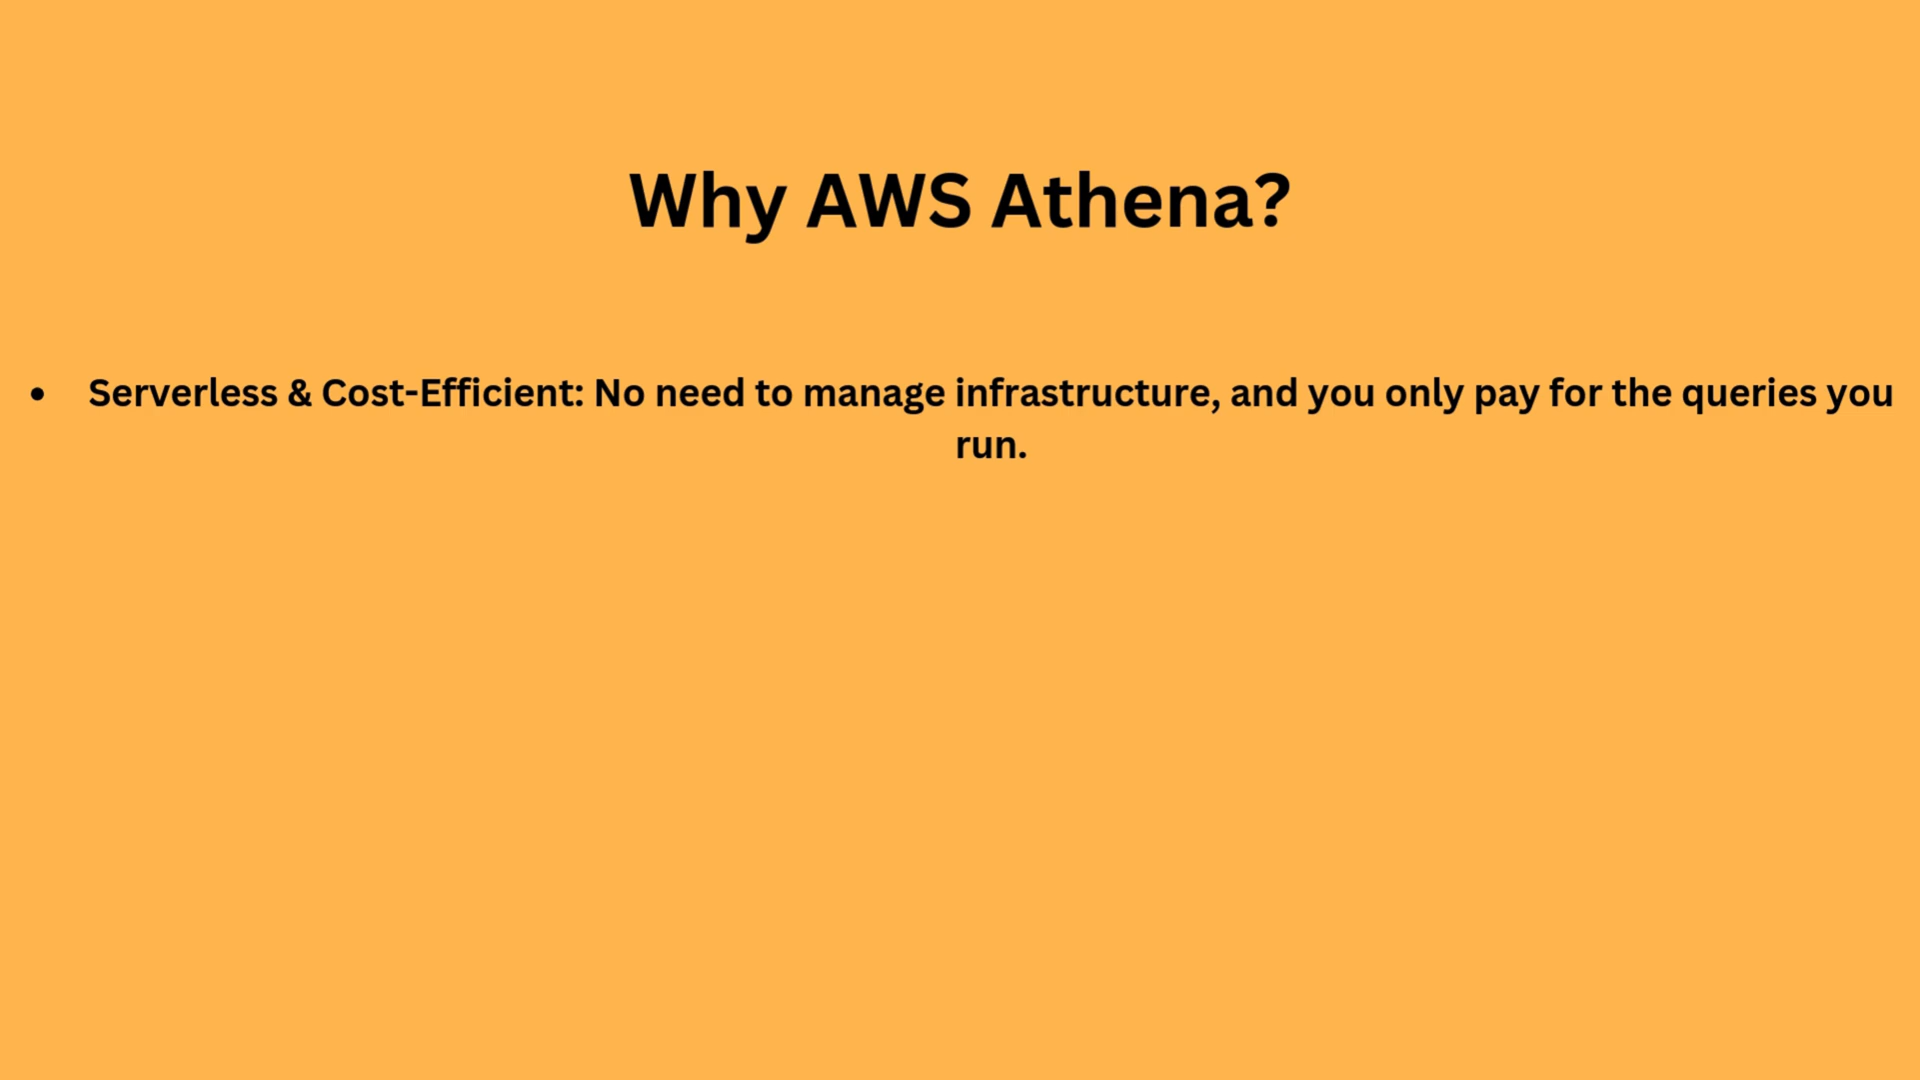 Why AWS Athena?
• Serverless & Cost-Efficient: No need to manage infrastructure, and you only pay for the queries you
run.